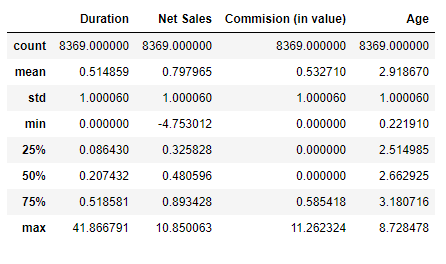 Duration Net Sales Commision (in value) Age
count 8369.000000 8369.000000 8369.000000 8369.000000
mean 0.514859 0.797965 0.532710 2.918670
std 1.000060 1.000060 1.000060 1.000060
min 0.000000 -4.753012 0.000000 0.221910
25% 0.086430 0.325828 0.000000 2.514985
50% 0.207432 0.480596 0.000000 2.662925
75% 0.518581 0.893428 0.585418 3.180716
max 41.866791 10.850063 11.262324 8.728478